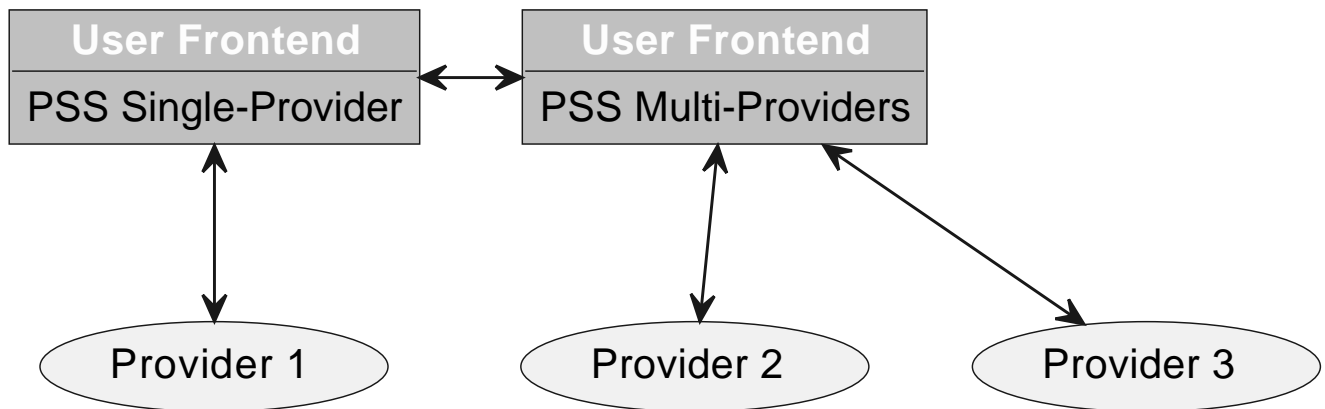 User Frontend
PSS Single-Provider
User Frontend
PSS Multi-Providers
Provider 1
Provider 2
Provider 3